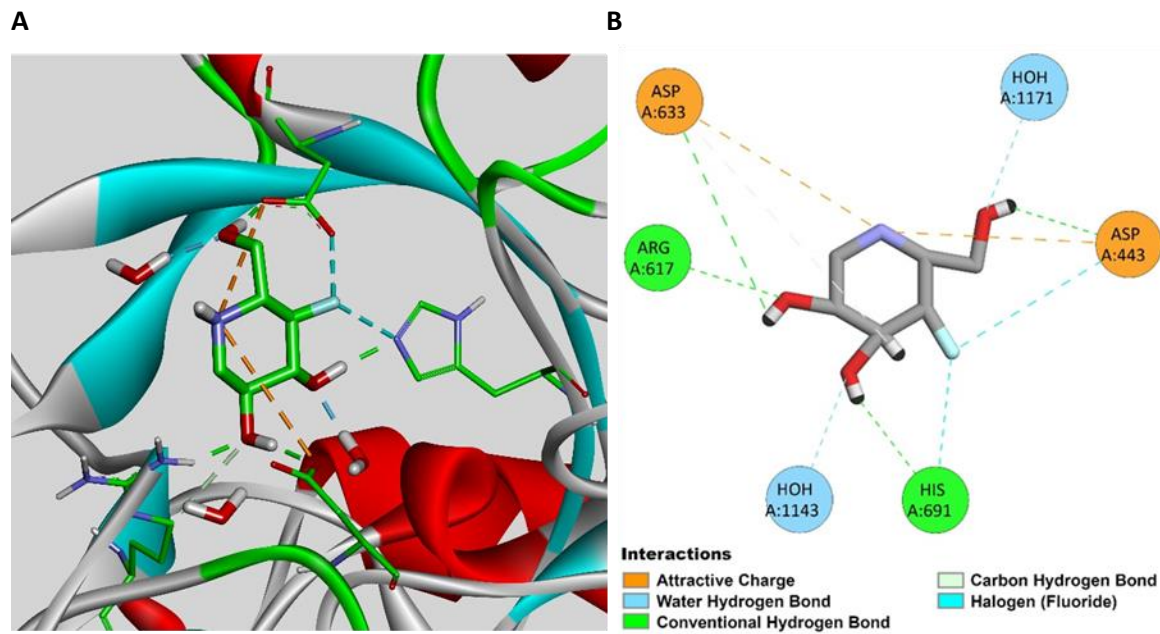 A
B
ASP
A:633
HOH
A:1171
ARG
A:617
ASP
A:443
HOH
A:1143
HIS
A:691
Interactions
Attractive Charge
Water Hydrogen Bond
Conventional Hydrogen Bond
Carbon Hydrogen Bond
Halogen (Fluoride)